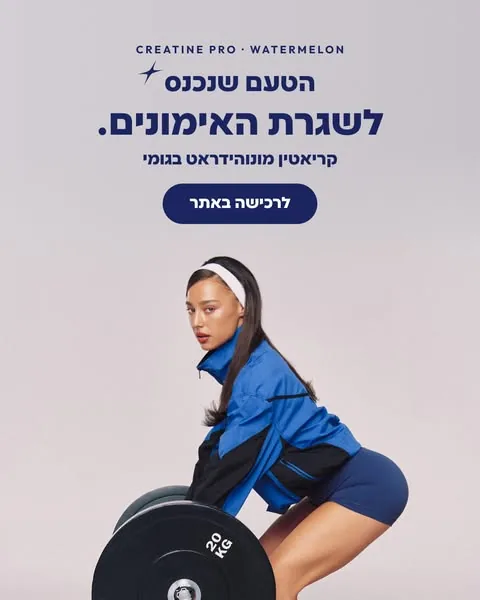 CREATINE PRO · WATERMELON
הטעם שנכנס
לשגרת האימונים.
קריאטין מונוהידראט בגומי
לרכישה באתר
20
KG